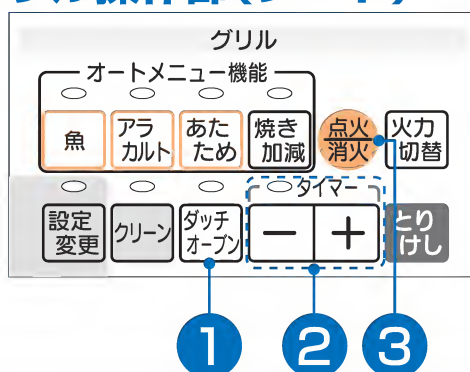 グリル
オートメニュー機能
魚
アラ
カルト
あた
ため
焼き
加減
点火
消火
火力
切替
タイマー
設定
変更
クリーン
ダッチ
オーブン
－
＋
とり
けし
1
2
3